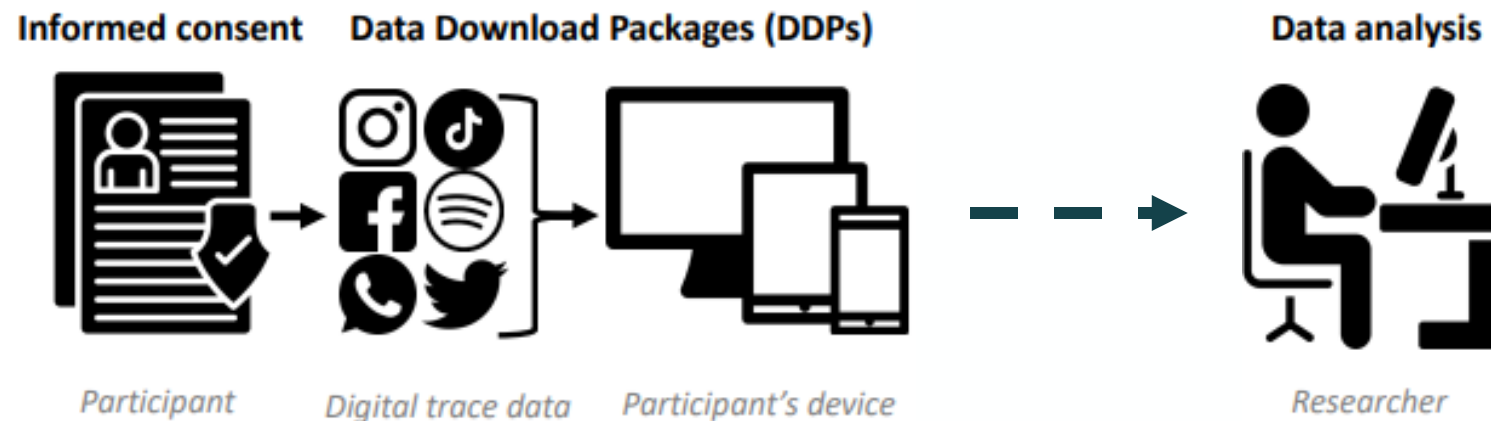 Informed consent
Data Download Packages (DDPs)
Data analysis
Participant
Digital trace data
Participant's device
Researcher